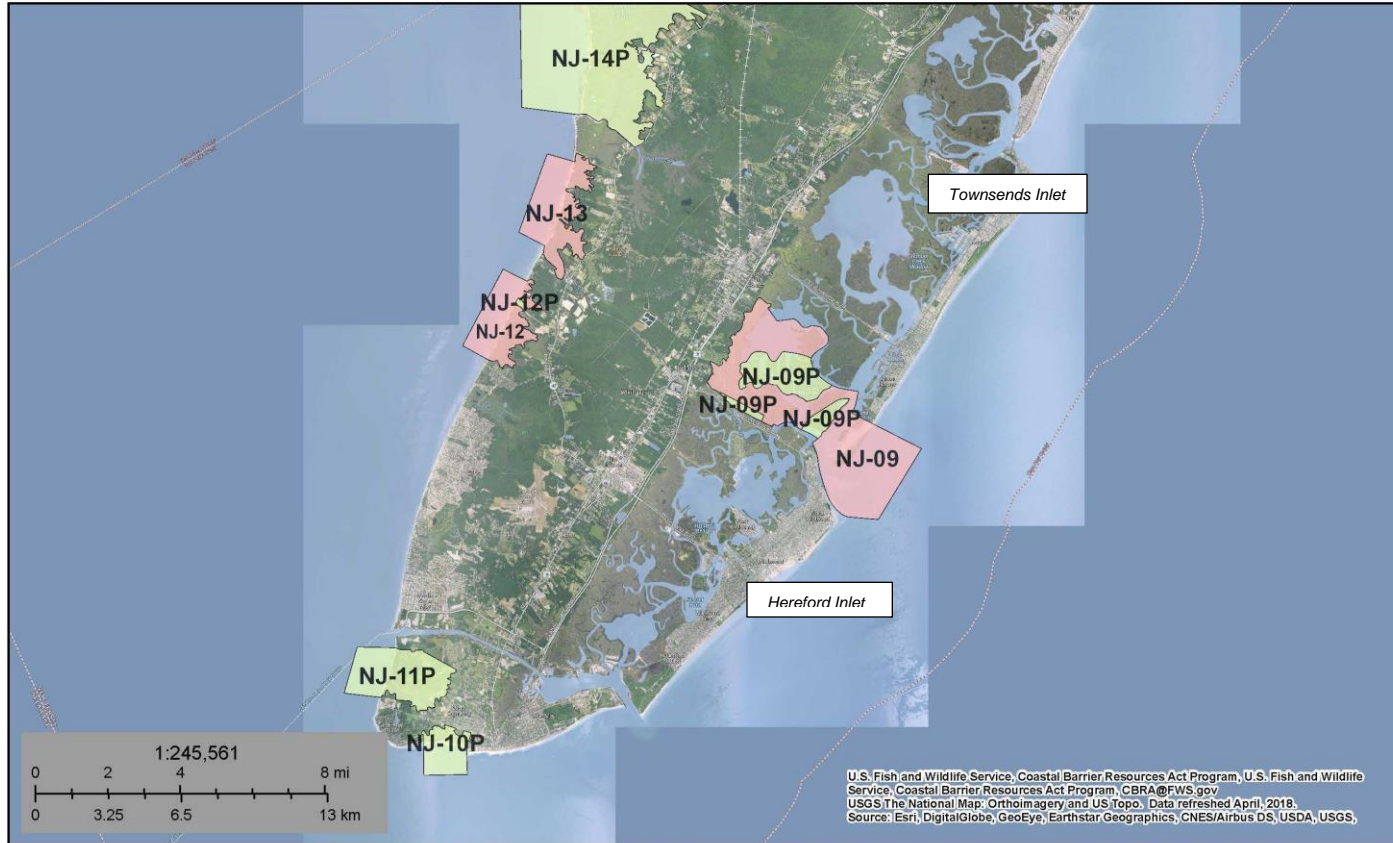 NJ-14P
Townsends Inlet
NJ-13
NJ-12P
NJ-12
NJ-09P
NJ-09P
NJ-09P
NJ-09
Hereford Inlet
NJ-11P
NJ-10P
1:245,561
0 2 4 8 mi
0 3.25 6.5 13 km
U.S. Fish and Wildlife Service, Coastal Barrier Resources Act Program, U.S. Fish and Wildlife
Service, Coastal Barrier Resources Act Program, CBRA@FWS.gov
USGS The National Map: Orthoimagery and US Topo. Data refreshed April, 2018.
Source: Esri, DigitalGlobe, GeoEye, Earthstar Geographics, CNES/Airbus DS, USDA, USGS,